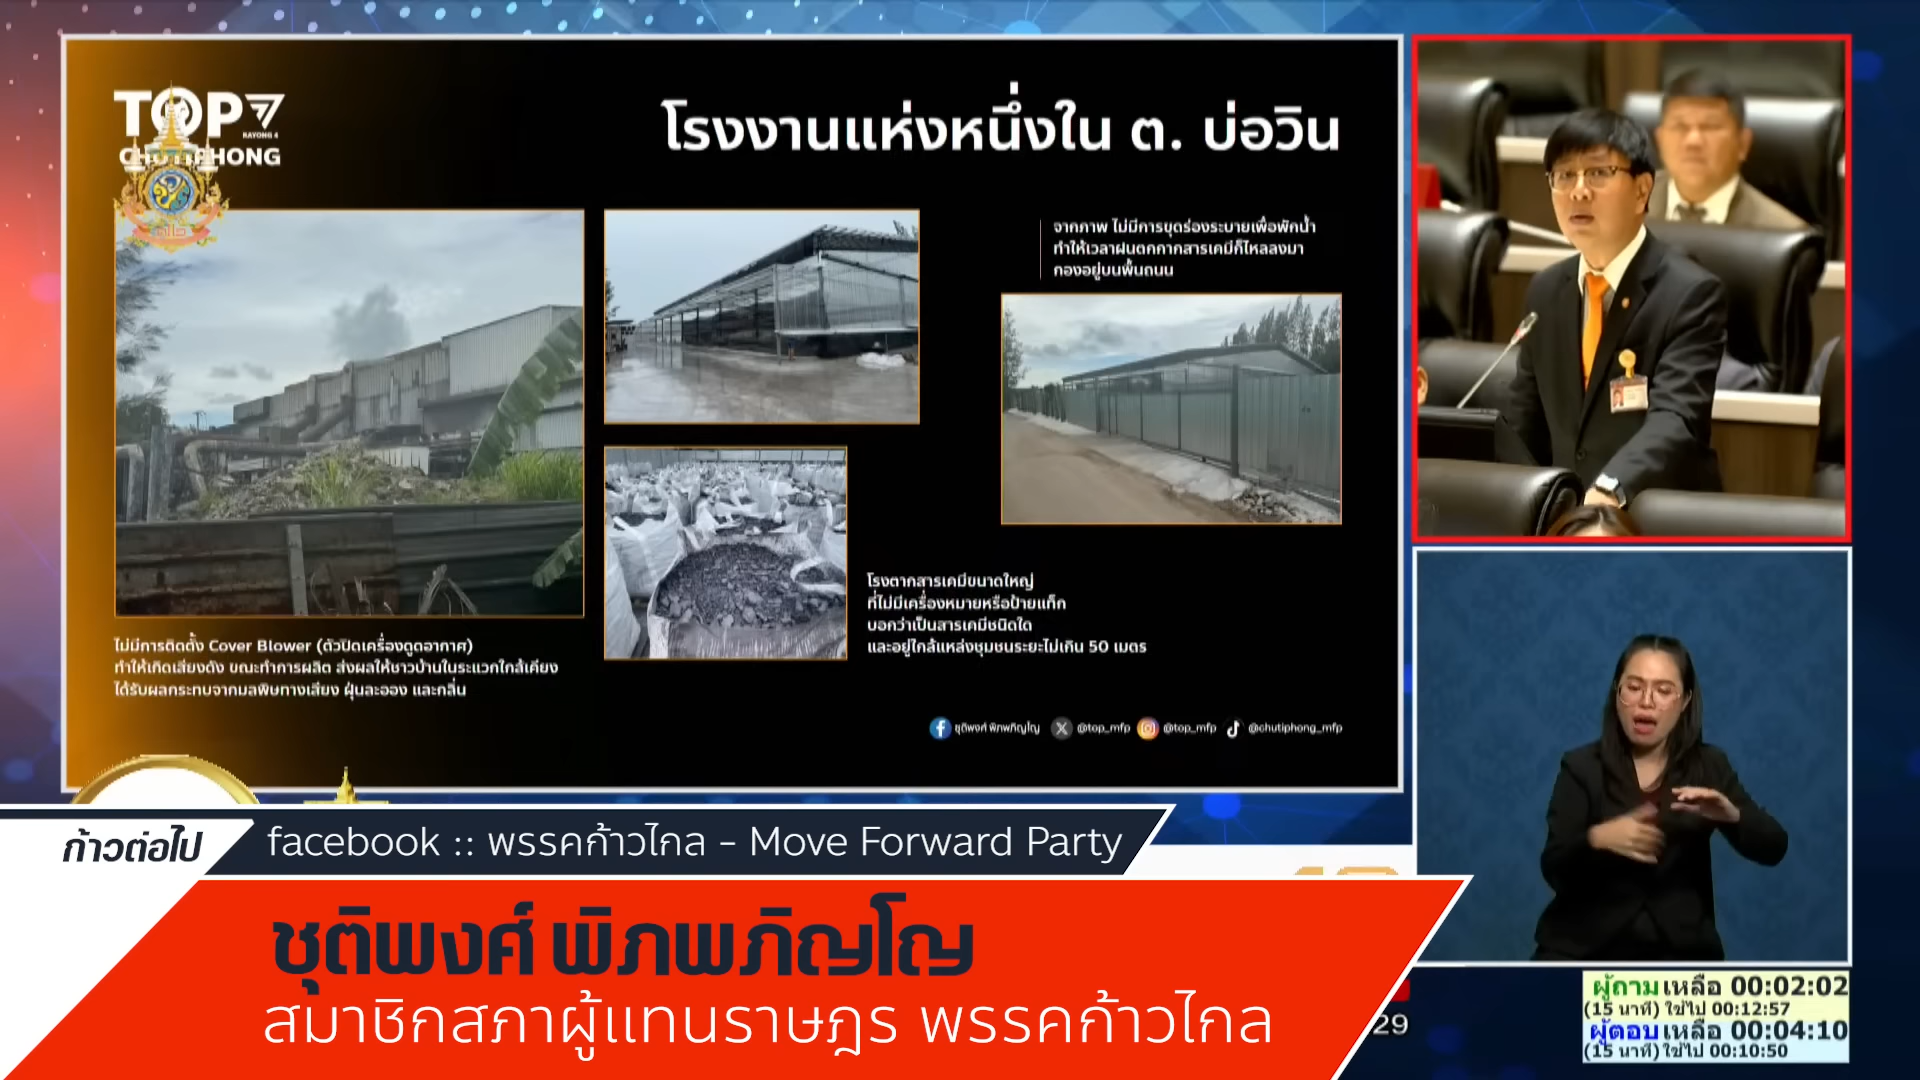 TOP
RAYONG 4
CHUTIPHONG
โรงงานแห่งหนึ่งใน ต. บ่อวิน
จากภาพ ไม่มีการขุดร่องระบายเพื่อพักน้ำ
ทำให้เวลาฝนตกกากสารเคมีก็ไหลลงมา
กองอยู่บนพื้นถนน
โรงตากสารเคมีขนาดใหญ่
ที่ไม่มีเครื่องหมายหรือป้ายแท็ก
บอกว่าเป็นสารเคมีชนิดใด
และอยู่ใกล้แหล่งชุมชนระยะไม่เกิน 50 เมตร
ไม่มีการติดตั้ง Cover Blower (ตัวปิดเครื่องดูดอากาศ)
ทำให้เกิดเสียงดัง ขณะทำการผลิต ส่งผลให้ชาวบ้านในระแวกใกล้เคียง
ได้รับผลกระทบจากมลพิษทางเสียง ฝุ่นละออง และกลิ่น
ชุติพงศ์ พิภพภิญโญ @top_mfp @top_mfp @chutiphong_mfp
ก้าวต่อไป
facebook :: พรรคก้าวไกล - Move Forward Party
ชุติพงศ์ พิภพภิญโญ
สมาชิกสภาผู้แทนราษฎร พรรคก้าวไกล
29
ผู้ถามเหลือ 00:02:02
(15 นาที) ใช้ไป 00:12:57
ผู้ตอบเหลือ 00:04:10
(15 นาที) ใช้ไป 00:10:50